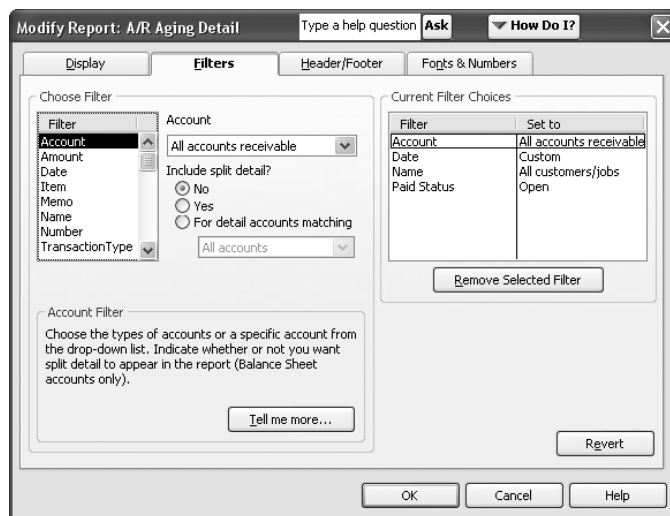 Modify Report: A/R Aging Detail
Type a help question Ask
How Do I?
Display
Filters
Header/Footer
Fonts & Numbers
Choose Filter
Filter
Account
Amount
Date
Item
Memo
Name
Number
TransactionType
Account
All accounts receivable
Include split detail?
No
Yes
For detail accounts matching
All accounts
Account Filter
Choose the types of accounts or a specific account from
the drop-down list. Indicate whether or not you want
split detail to appear in the report (Balance Sheet
accounts only).
Tell me more...
Current Filter Choices
Filter Set to
Account All accounts receivable
Date Custom
Name All customers/jobs
Paid Status Open
Remove Selected Filter
Revert
OK
Cancel
Help